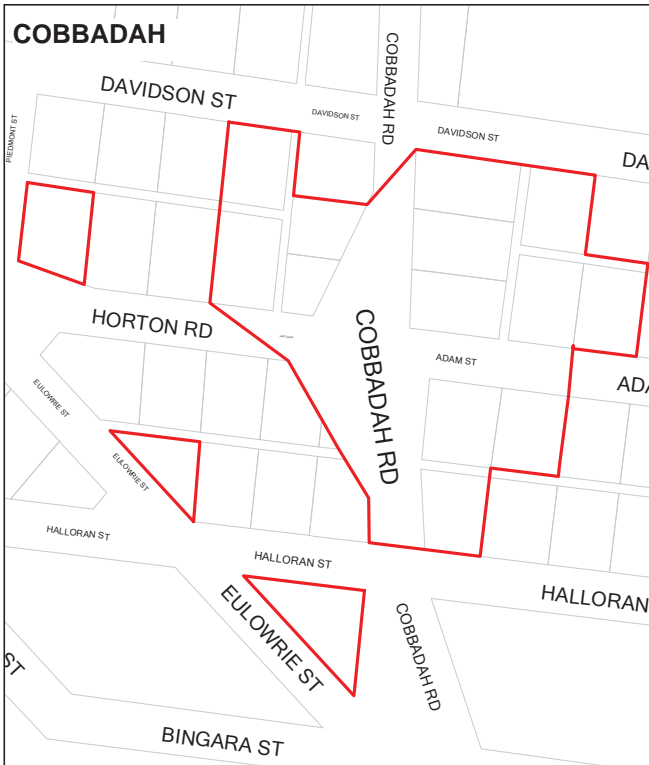 COBBADAH
COBBADAH RD
DAVIDSON ST
DAVIDSON ST
DAVIDSON ST
PIEDMONT ST
DA
HORTON RD
COBBADAH RD
ADAM ST
ADA
EULOWRIE ST
EULOWRIE ST
HALLORAN ST
HALLORAN ST
HALLORAN
EULOWRIE ST
COBBADAH RD
ST
BINGARA ST